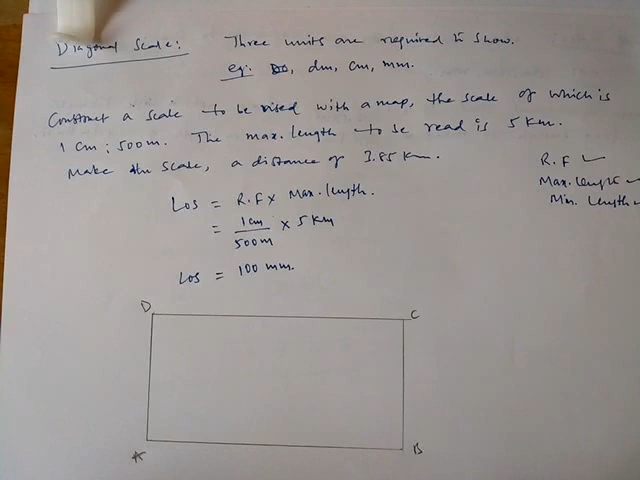 Diagonal Scale: Three units are required to show.
eg: m, dm, cm, mm.
Construct a scale to be used with a map, the scale of which is
1 cm : 500m. The max. length to be read is 5 Km.
Make the scale, a distance of 3.85 Km.
R.F ✓
Max. length ✓
Min. length ✓
LOS = R.F x Max. length.
= 1cm / 500m x 5 Km
LOS = 100 mm.
D C
A B